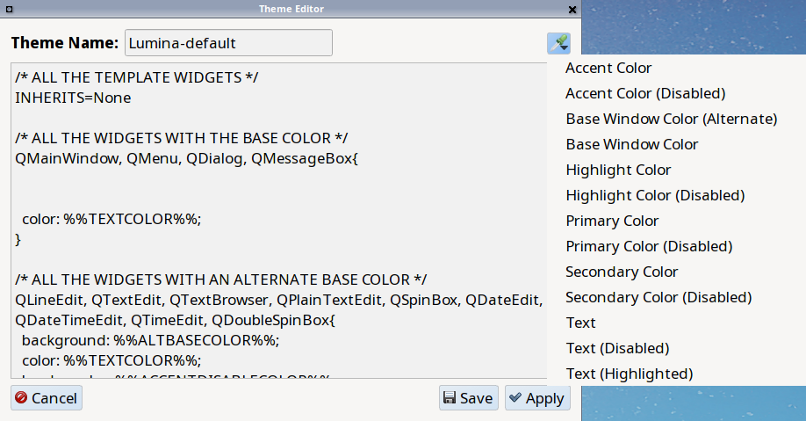 Theme Editor
Theme Name: Lumina-default
/* ALL THE TEMPLATE WIDGETS */
INHERITS=None
/* ALL THE WIDGETS WITH THE BASE COLOR */
QMainWindow, QMenu, QDialog, QMessageBox{
color: %%TEXTCOLOR%%;
}
/* ALL THE WIDGETS WITH AN ALTERNATE BASE COLOR */
QLineEdit, QTextEdit, QTextBrowser, QPlainTextEdit, QSpinBox, QDateEdit,
QDateTimeEdit, QTimeEdit, QDoubleSpinBox{
background: %%ALTBASECOLOR%%;
color: %%TEXTCOLOR%%;
Cancel
Save
Apply
Accent Color
Accent Color (Disabled)
Base Window Color (Alternate)
Base Window Color
Highlight Color
Highlight Color (Disabled)
Primary Color
Primary Color (Disabled)
Secondary Color
Secondary Color (Disabled)
Text
Text (Disabled)
Text (Highlighted)